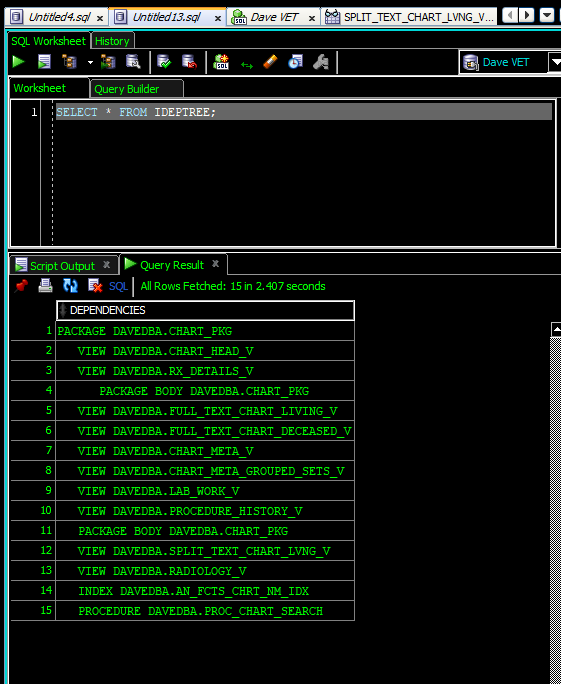 Untitled4.sql × Untitled13.sql × Dave VET × SPLIT_TEXT_CHART_LVNG_V...
SQL Worksheet History
Dave VET
Worksheet Query Builder
1 SELECT * FROM IDEPTREE;
Script Output × Query Result ×
SQL All Rows Fetched: 15 in 2.407 seconds
DEPENDENCIES
1 PACKAGE DAVEDBA.CHART_PKG
2 VIEW DAVEDBA.CHART_HEAD_V
3 VIEW DAVEDBA.RX_DETAILS_V
4 PACKAGE BODY DAVEDBA.CHART_PKG
5 VIEW DAVEDBA.FULL_TEXT_CHART_LIVING_V
6 VIEW DAVEDBA.FULL_TEXT_CHART_DECEASED_V
7 VIEW DAVEDBA.CHART_META_V
8 VIEW DAVEDBA.CHART_META_GROUPED_SETS_V
9 VIEW DAVEDBA.LAB_WORK_V
10 VIEW DAVEDBA.PROCEDURE_HISTORY_V
11 PACKAGE BODY DAVEDBA.CHART_PKG
12 VIEW DAVEDBA.SPLIT_TEXT_CHART_LVNG_V
13 VIEW DAVEDBA.RADIOLOGY_V
14 INDEX DAVEDBA.AN_FCTS_CHRT_NM_IDX
15 PROCEDURE DAVEDBA.PROC_CHART_SEARCH